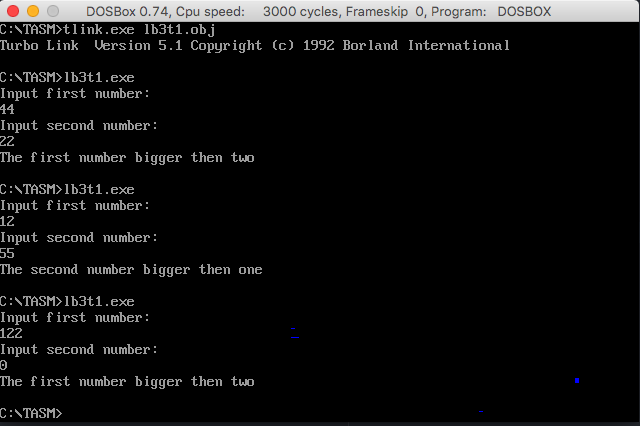 DOSBox 0.74, Cpu speed: 3000 cycles, Frameskip 0, Program: DOSBOX
C:\TASM>tlink.exe lb3t1.obj
Turbo Link Version 5.1 Copyright (c) 1992 Borland International
C:\TASM>lb3t1.exe
Input first number:
44
Input second number:
22
The first number bigger then two
C:\TASM>lb3t1.exe
Input first number:
12
Input second number:
55
The second number bigger then one
C:\TASM>lb3t1.exe
Input first number:
122
Input second number:
0
The first number bigger then two
C:\TASM>